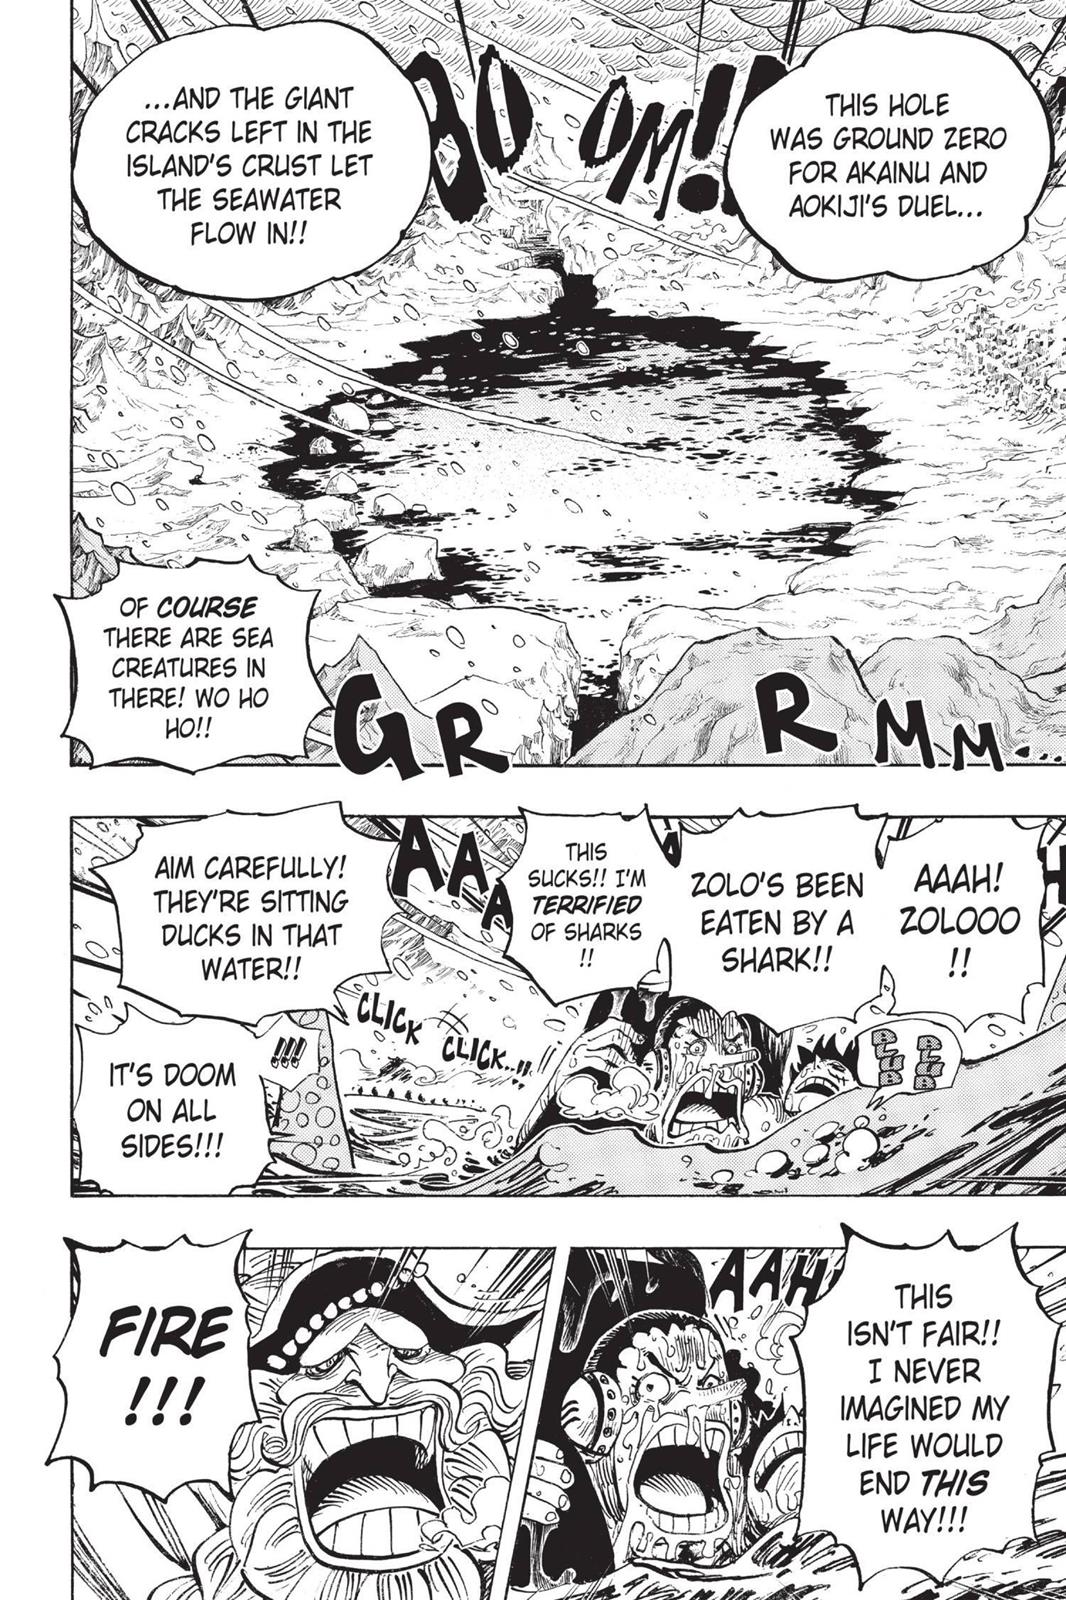 THIS HOLE
WAS GROUND ZERO
FOR AKAINU AND
AOKIJI'S DUEL...
...AND THE GIANT
CRACKS LEFT IN THE
ISLAND'S CRUST LET
THE SEAWATER
FLOW IN!!
OOOM!!
OF COURSE
THERE ARE SEA
CREATURES IN
THERE! WO HO
HO!!
GRRMM...
AAAH!
ZOLOOO
!!
ZOLO'S BEEN
EATEN BY A
SHARK!!
THIS
SUCKS!! I'M
TERRIFIED
OF SHARKS
!!
BLUB
BLUB
AAA
CLICK
CLICK..!!
AIM CAREFULLY!
THEY'RE SITTING
DUCKS IN THAT
WATER!!
!!!
IT'S DOOM
ON ALL
SIDES!!!
THIS
ISN'T FAIR!!
I NEVER
IMAGINED MY
LIFE WOULD
END THIS
WAY!!!
AAH
FIRE
!!!